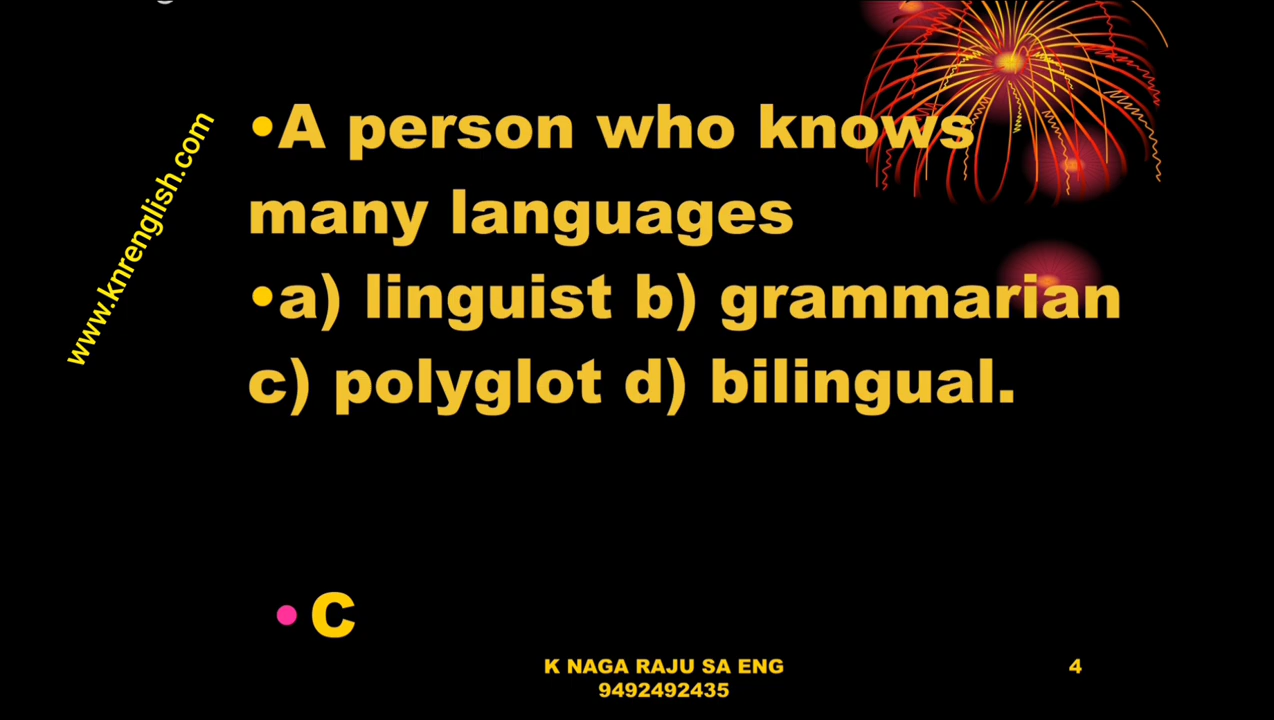 www.knrenglish.com
•A person who knows
many languages
•a) linguist b) grammarian
c) polyglot d) bilingual.
• C
K NAGA RAJU SA ENG
9492492435
4